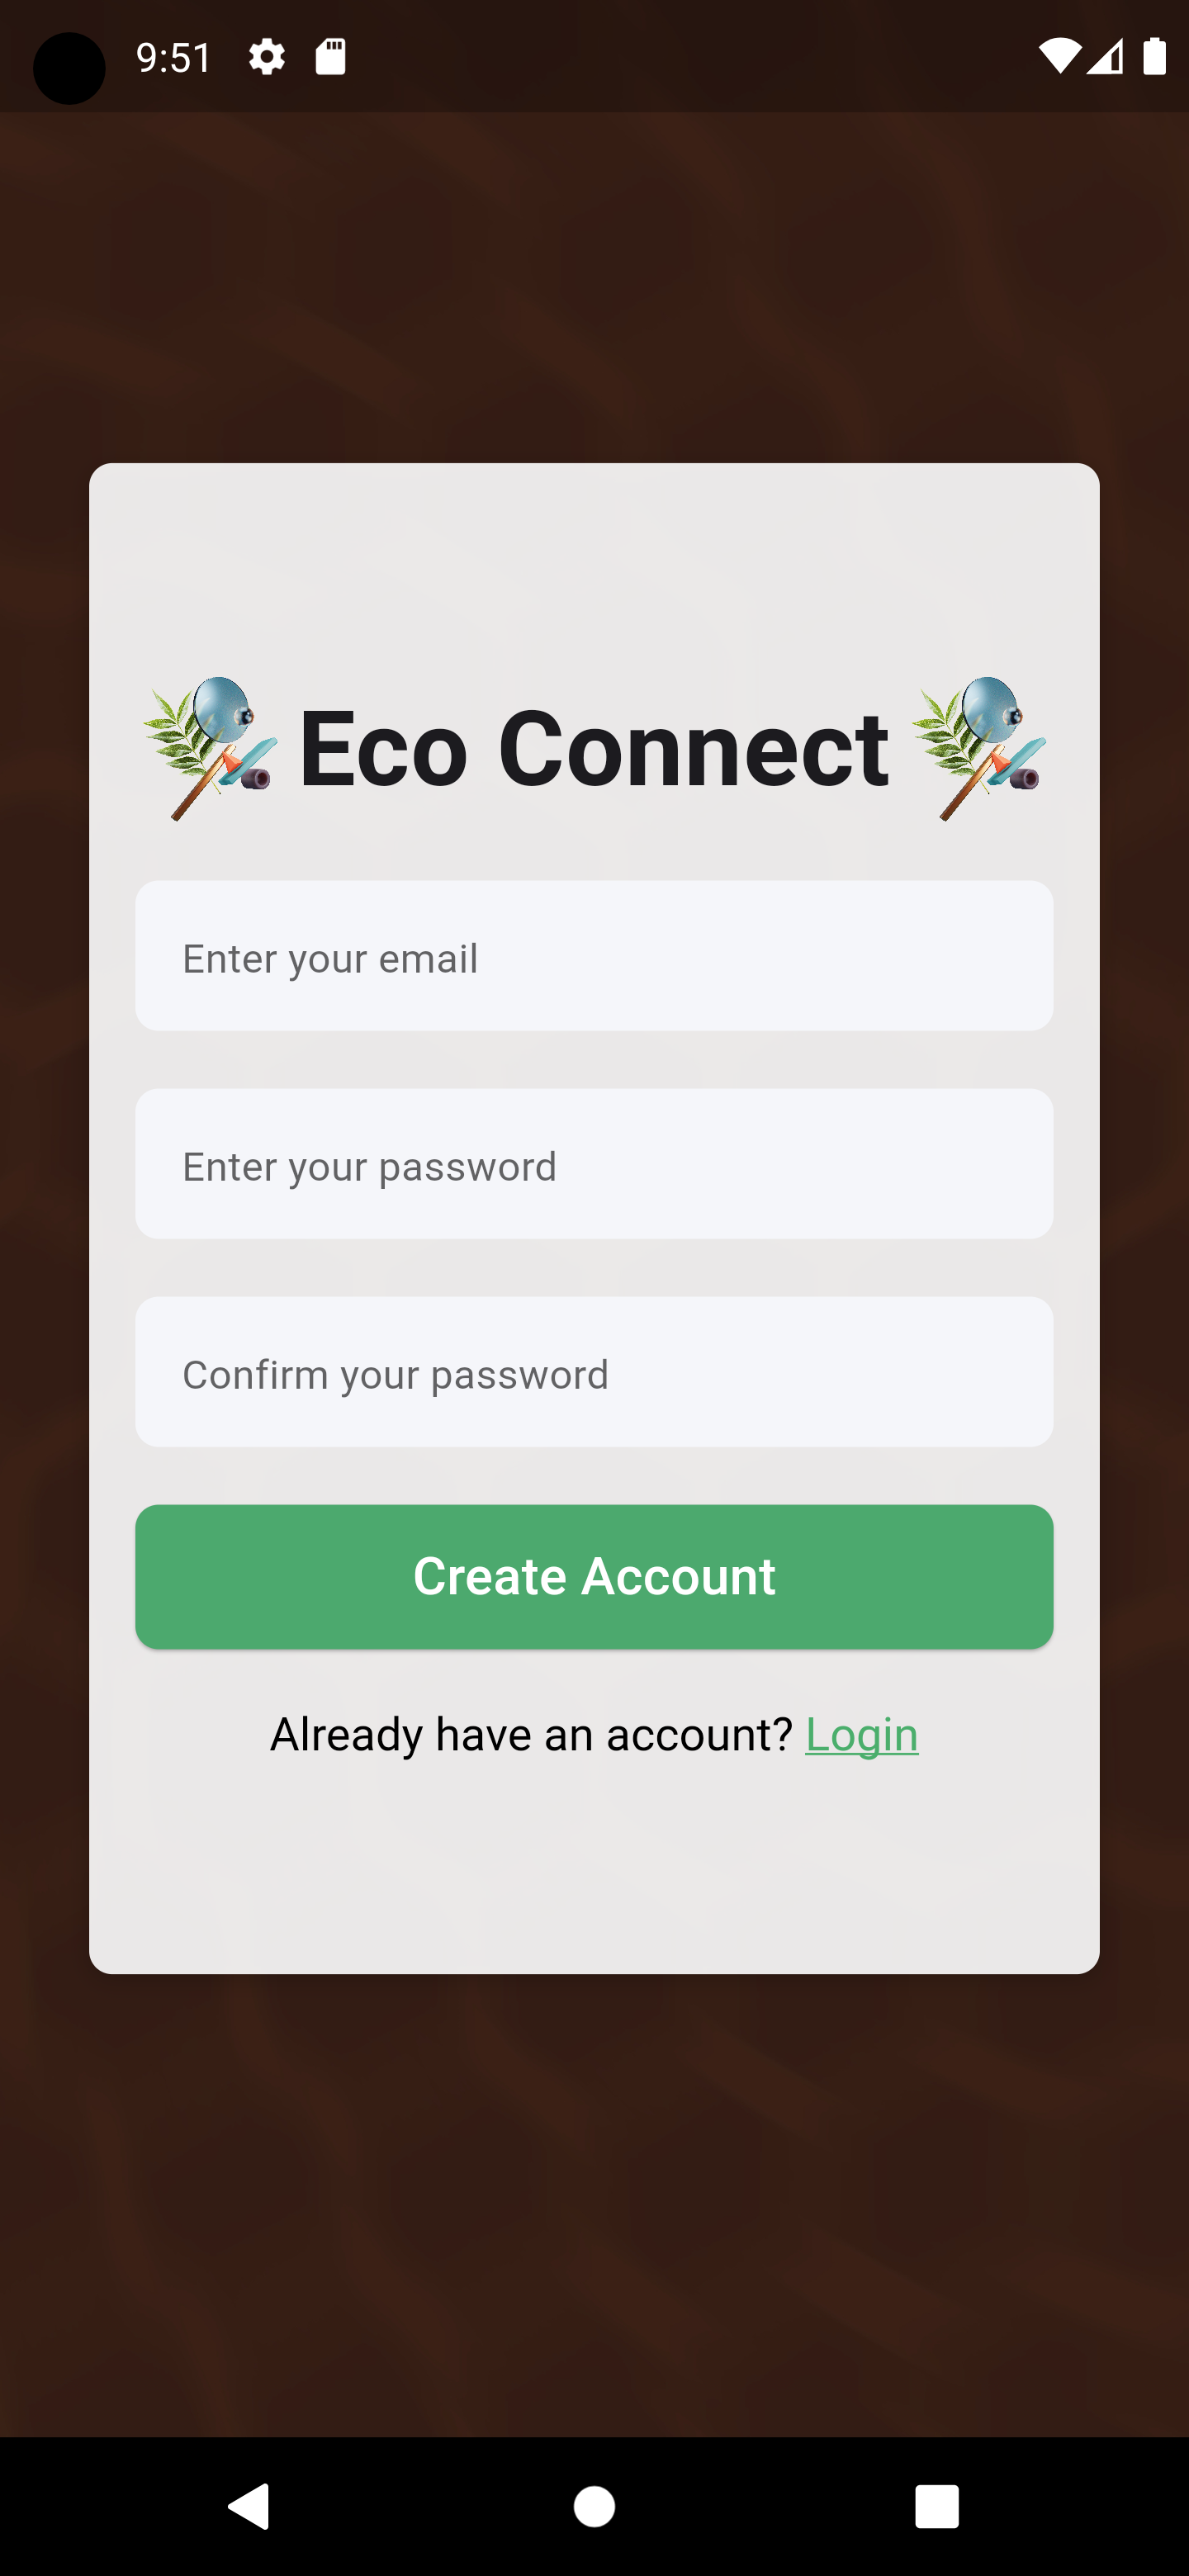 9:51
Eco Connect
Enter your email
Enter your password
Confirm your password
Create Account
Already have an account? Login